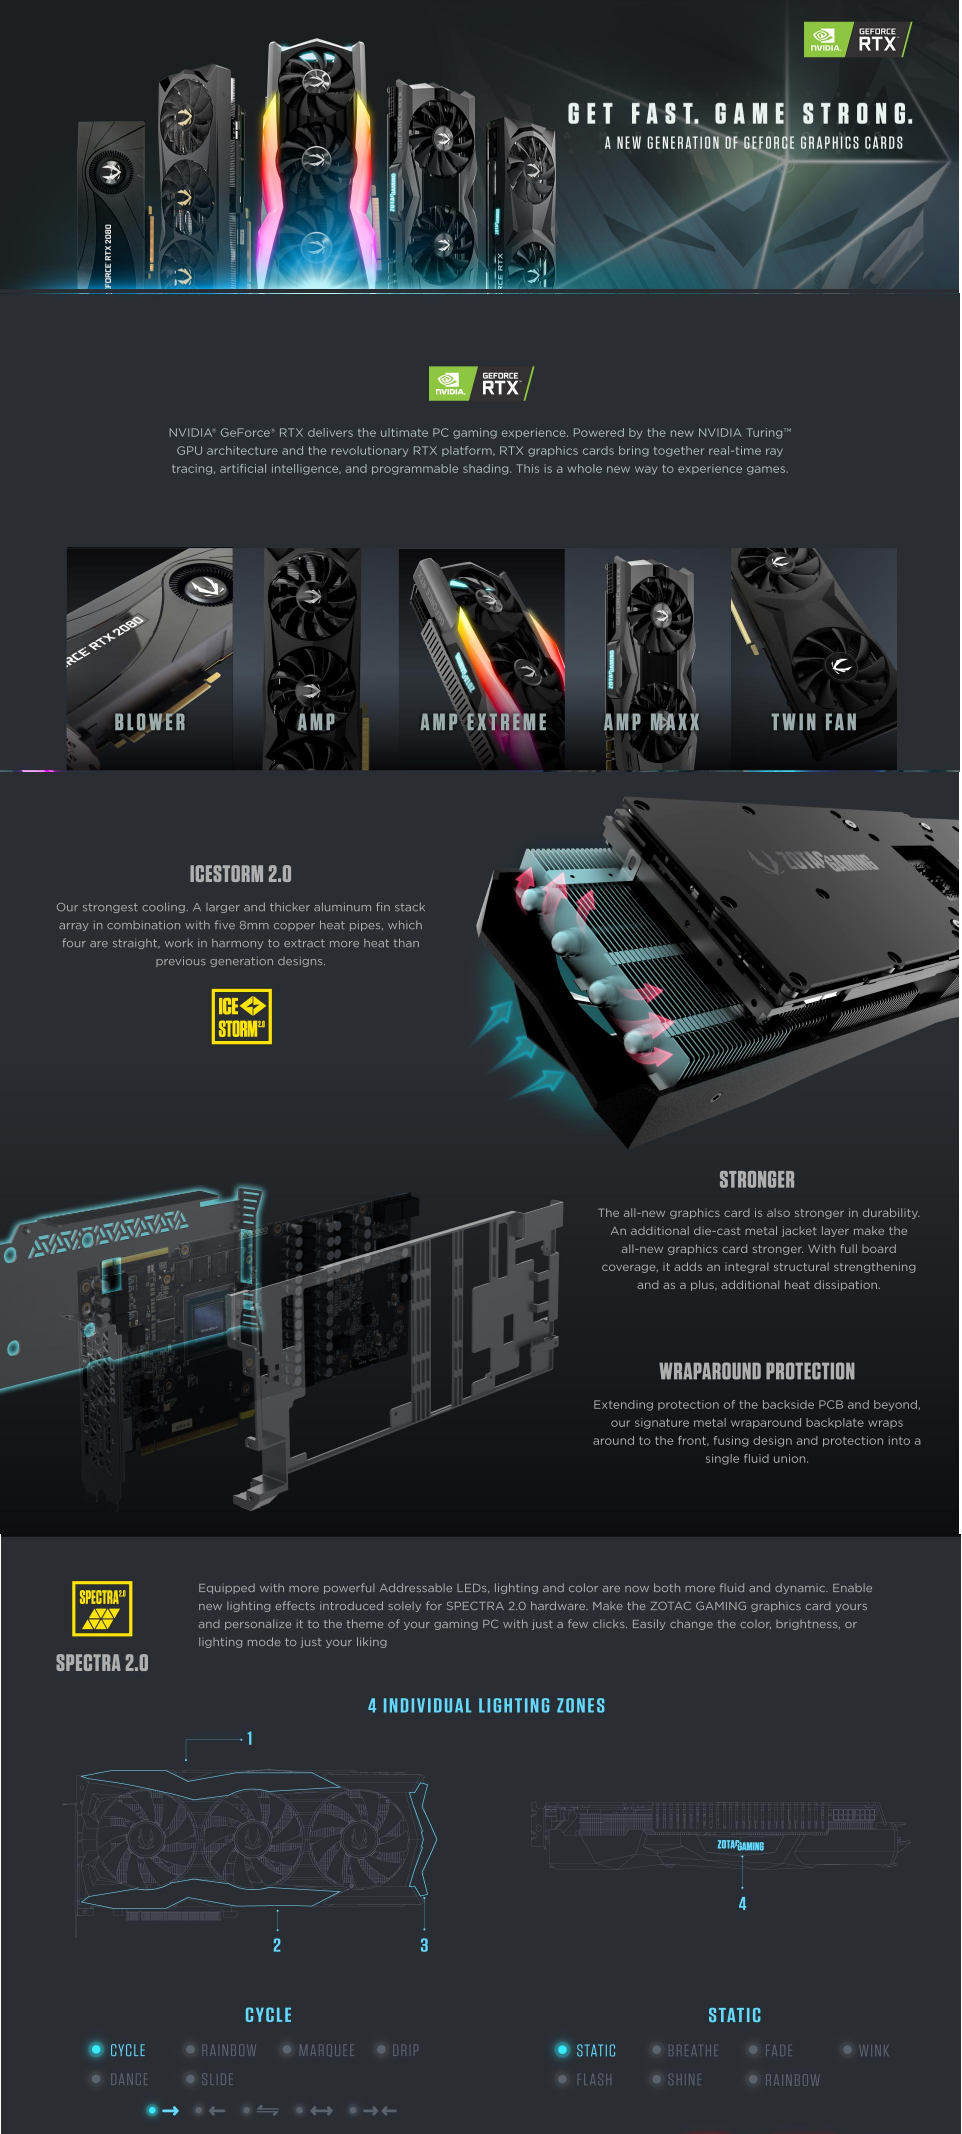 NVIDIA.
GEFORCE
RTX™
GET FAST. GAME STRONG.
A NEW GENERATION OF GEFORCE GRAPHICS CARDS
EFORCE RTX 2080
ZOTAC GAMING
CE RTX
NVIDIA.
GEFORCE
RTX™
NVIDIA® GeForce® RTX delivers the ultimate PC gaming experience. Powered by the new NVIDIA Turing™
GPU architecture and the revolutionary RTX platform, RTX graphics cards bring together real-time ray
tracing, artificial intelligence, and programmable shading. This is a whole new way to experience games.
RCE RTX 2080
ZOTAC GAMING
BLOWER
AMP
AMP EXTREME
AMP MAXX
TWIN FAN
ZOTAC GAMING
ICESTORM 2.0
Our strongest cooling. A larger and thicker aluminum fin stack
array in combination with five 8mm copper heat pipes, which
four are straight, work in harmony to extract more heat than
previous generation designs.
ICE
STORM2.0
STRONGER
The all-new graphics card is also stronger in durability.
An additional die-cast metal jacket layer make the
all-new graphics card stronger. With full board
coverage, it adds an integral structural strengthening
and as a plus, additional heat dissipation.
WRAPAROUND PROTECTION
Extending protection of the backside PCB and beyond,
our signature metal wraparound backplate wraps
around to the front, fusing design and protection into a
single fluid union.
SPECTRA2.0
SPECTRA 2.0
Equipped with more powerful Addressable LEDs, lighting and color are now both more fluid and dynamic. Enable
new lighting effects introduced solely for SPECTRA 2.0 hardware. Make the ZOTAC GAMING graphics card yours
and personalize it to the theme of your gaming PC with just a few clicks. Easily change the color, brightness, or
lighting mode to just your liking
4 INDIVIDUAL LIGHTING ZONES
1
ZOTAC GAMING
4
2
3
CYCLE
CYCLE RAINBOW MARQUEE DRIP
DANCE SLIDE
STATIC
STATIC BREATHE FADE WINK
FLASH SHINE RAINBOW